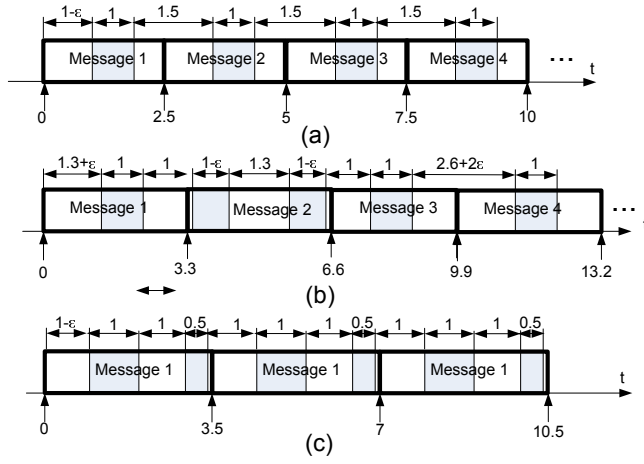 1-ε 1 1.5 1 1.5 1 1.5 1
Message 1 Message 2 Message 3 Message 4 ...
t
0 2.5 5 7.5 10
(a)
1.3+ε 1 1 1-ε 1.3 1-ε 1 1 2.6+2ε 1
Message 1 Message 2 Message 3 Message 4 ...
0 3.3 6.6 9.9 13.2
(b)
1-ε 1 1 0.5 1 1 1 0.5 1 1 1 0.5
Message 1 Message 1 Message 1
t
0 3.5 7 10.5
(c)